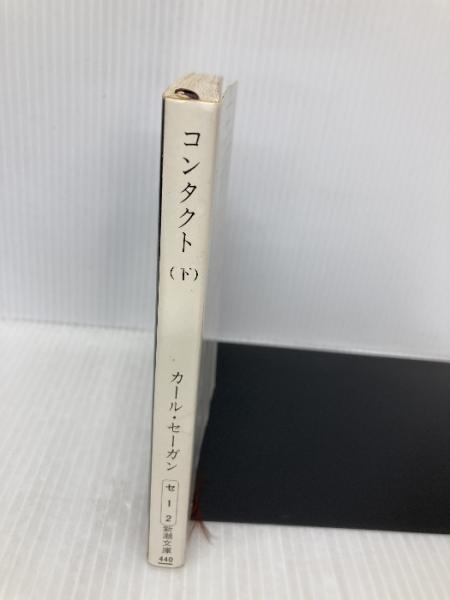 コンタクト(下)
カール・セーガン
セ 1 2
新潮文庫
440